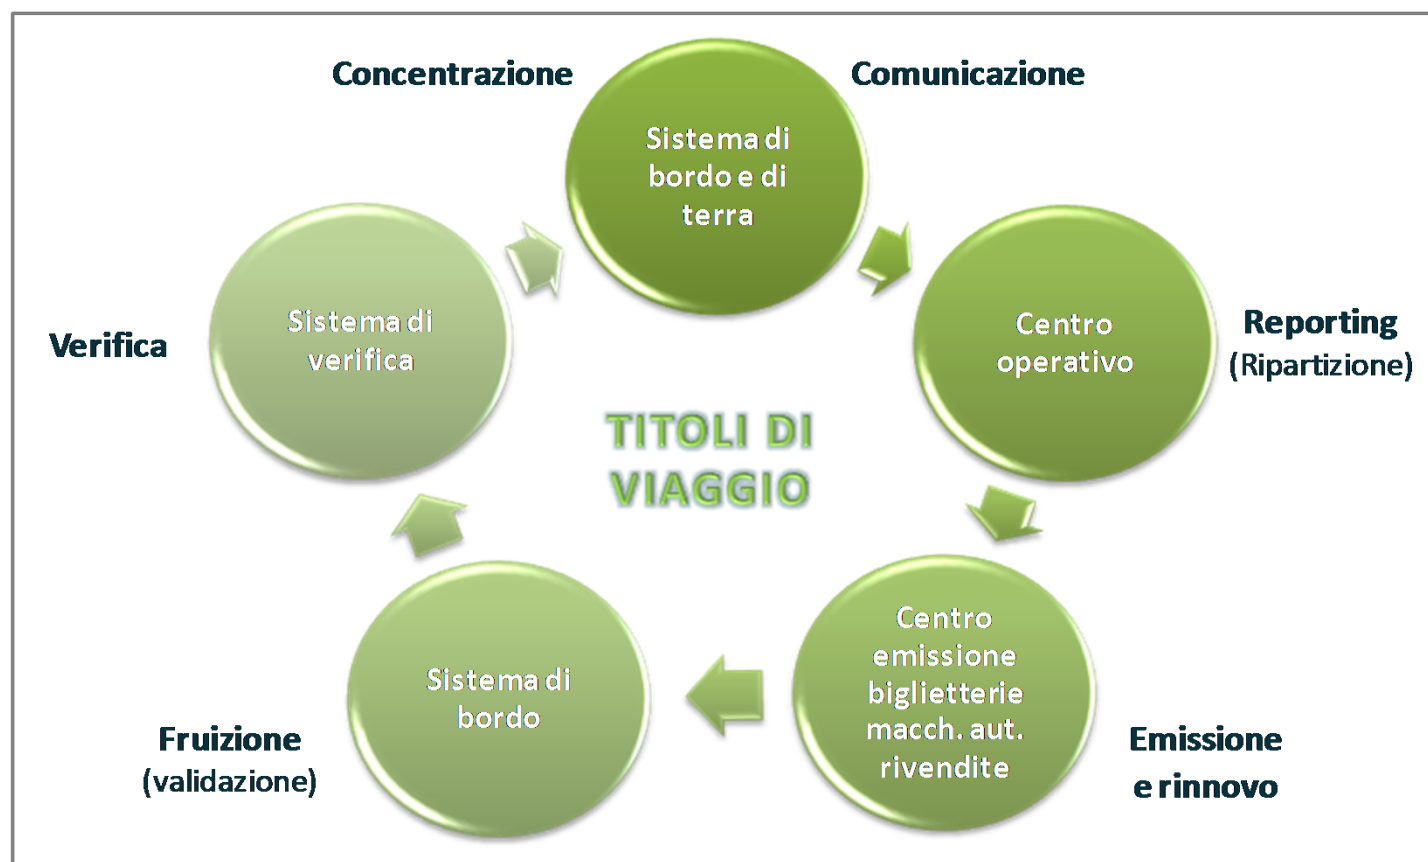 Concentrazione
Comunicazione
Sistema di
bordo e di
terra
Centro
operativo
Reporting
(Ripartizione)
Centro
emissione
biglietterie
macch. aut.
rivendite
Emissione
e rinnovo
Sistema di
bordo
Fruizione
(validazione)
Sistema di
verifica
Verifica
TITOLI DI
VIAGGIO